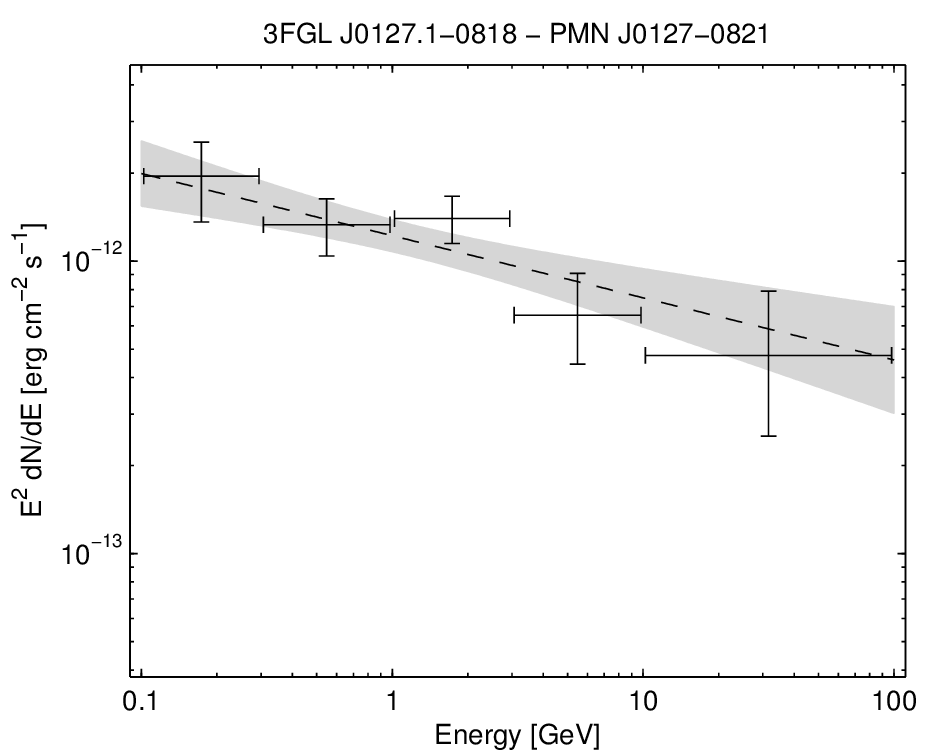 3FGL J0127.1−0818 − PMN J0127−0821
E² dN/dE [erg cm⁻² s⁻¹]
10⁻¹²
10⁻¹³
0.1 1 10 100
Energy [GeV]